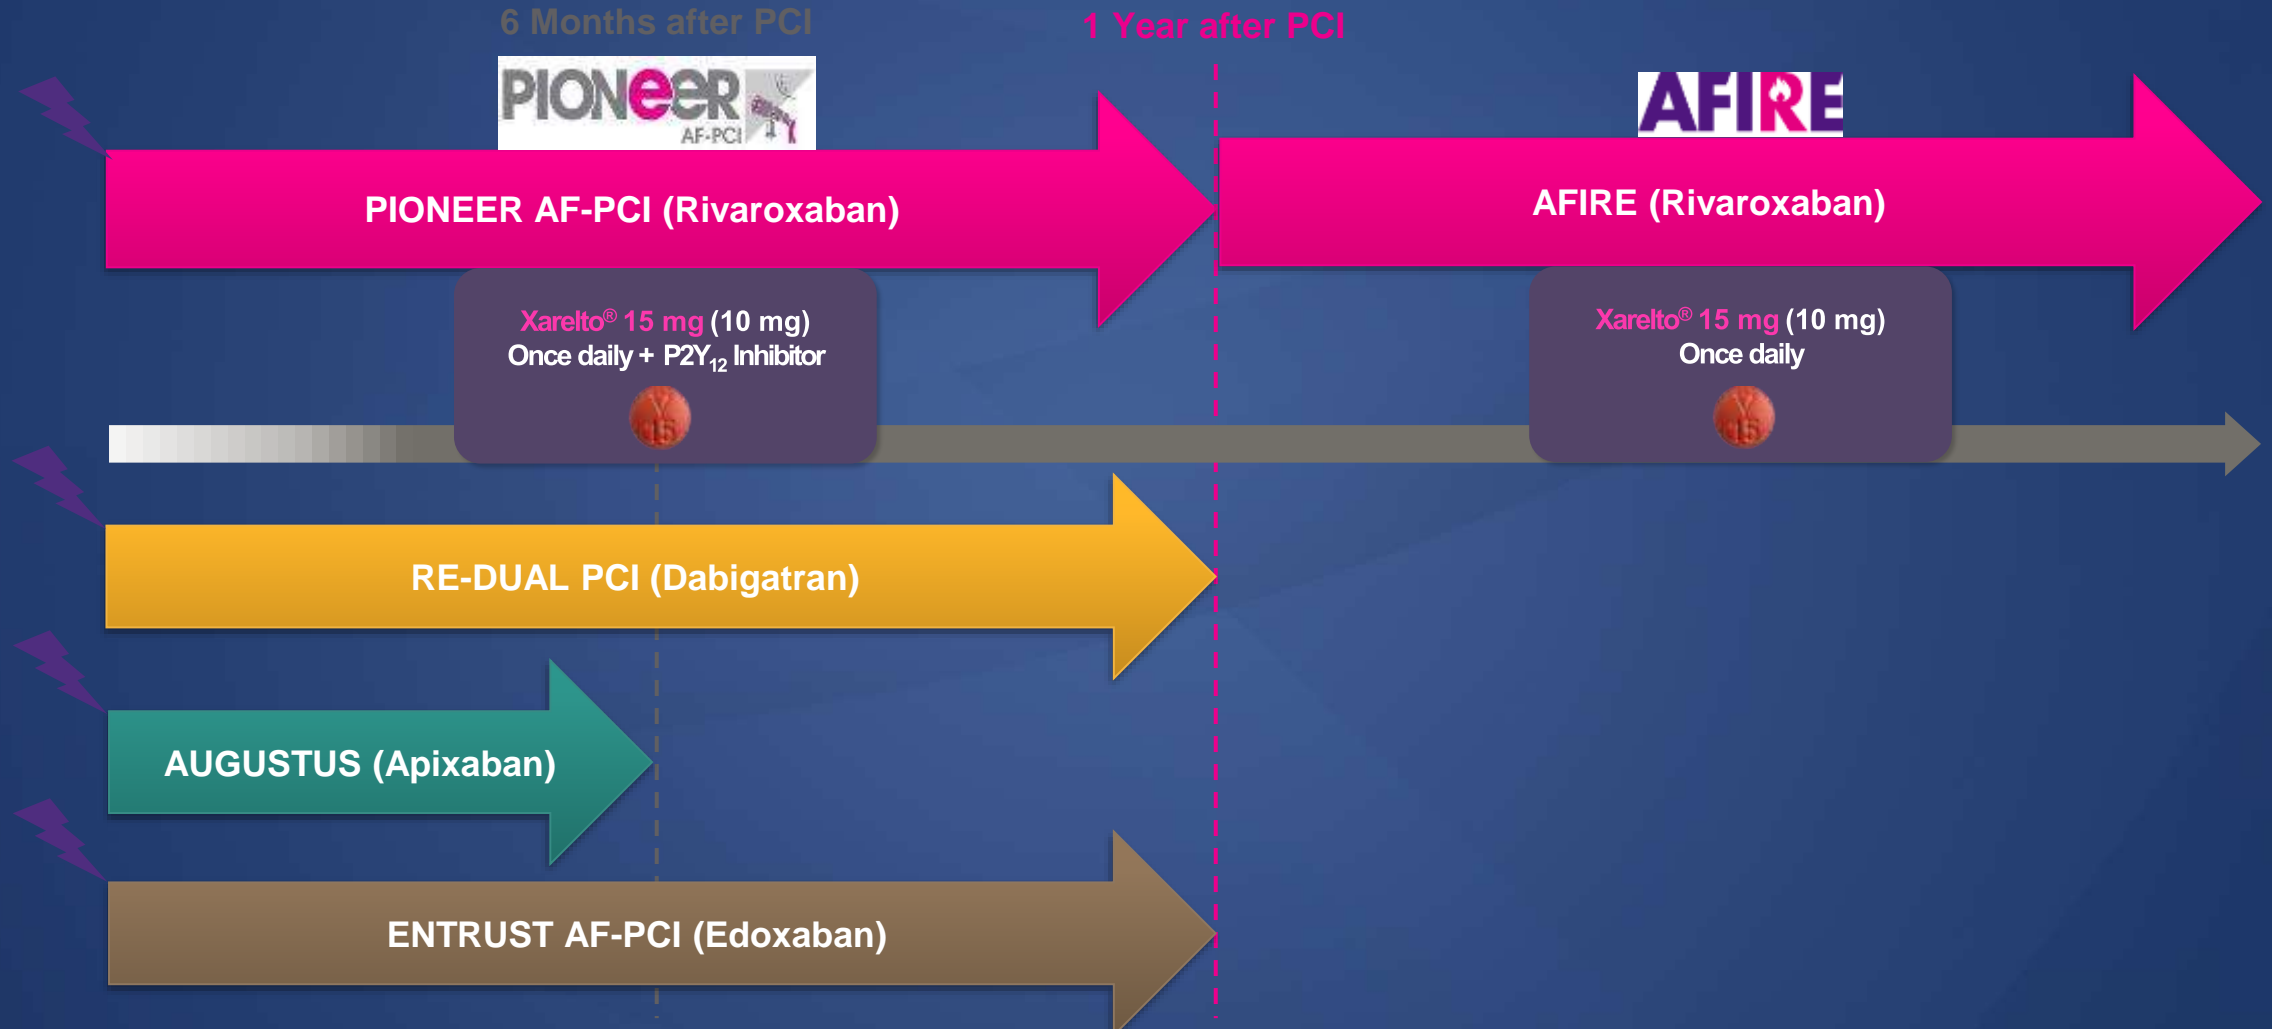 6 Months after PCI
1 Year after PCI
PIONEER
AF-PCI
AFIRE
PIONEER AF-PCI (Rivaroxaban)
AFIRE (Rivaroxaban)
Xarelto® 15 mg (10 mg)
Once daily + P2Y₁₂ Inhibitor
15
Xarelto® 15 mg (10 mg)
Once daily
15
RE-DUAL PCI (Dabigatran)
AUGUSTUS (Apixaban)
ENTRUST AF-PCI (Edoxaban)